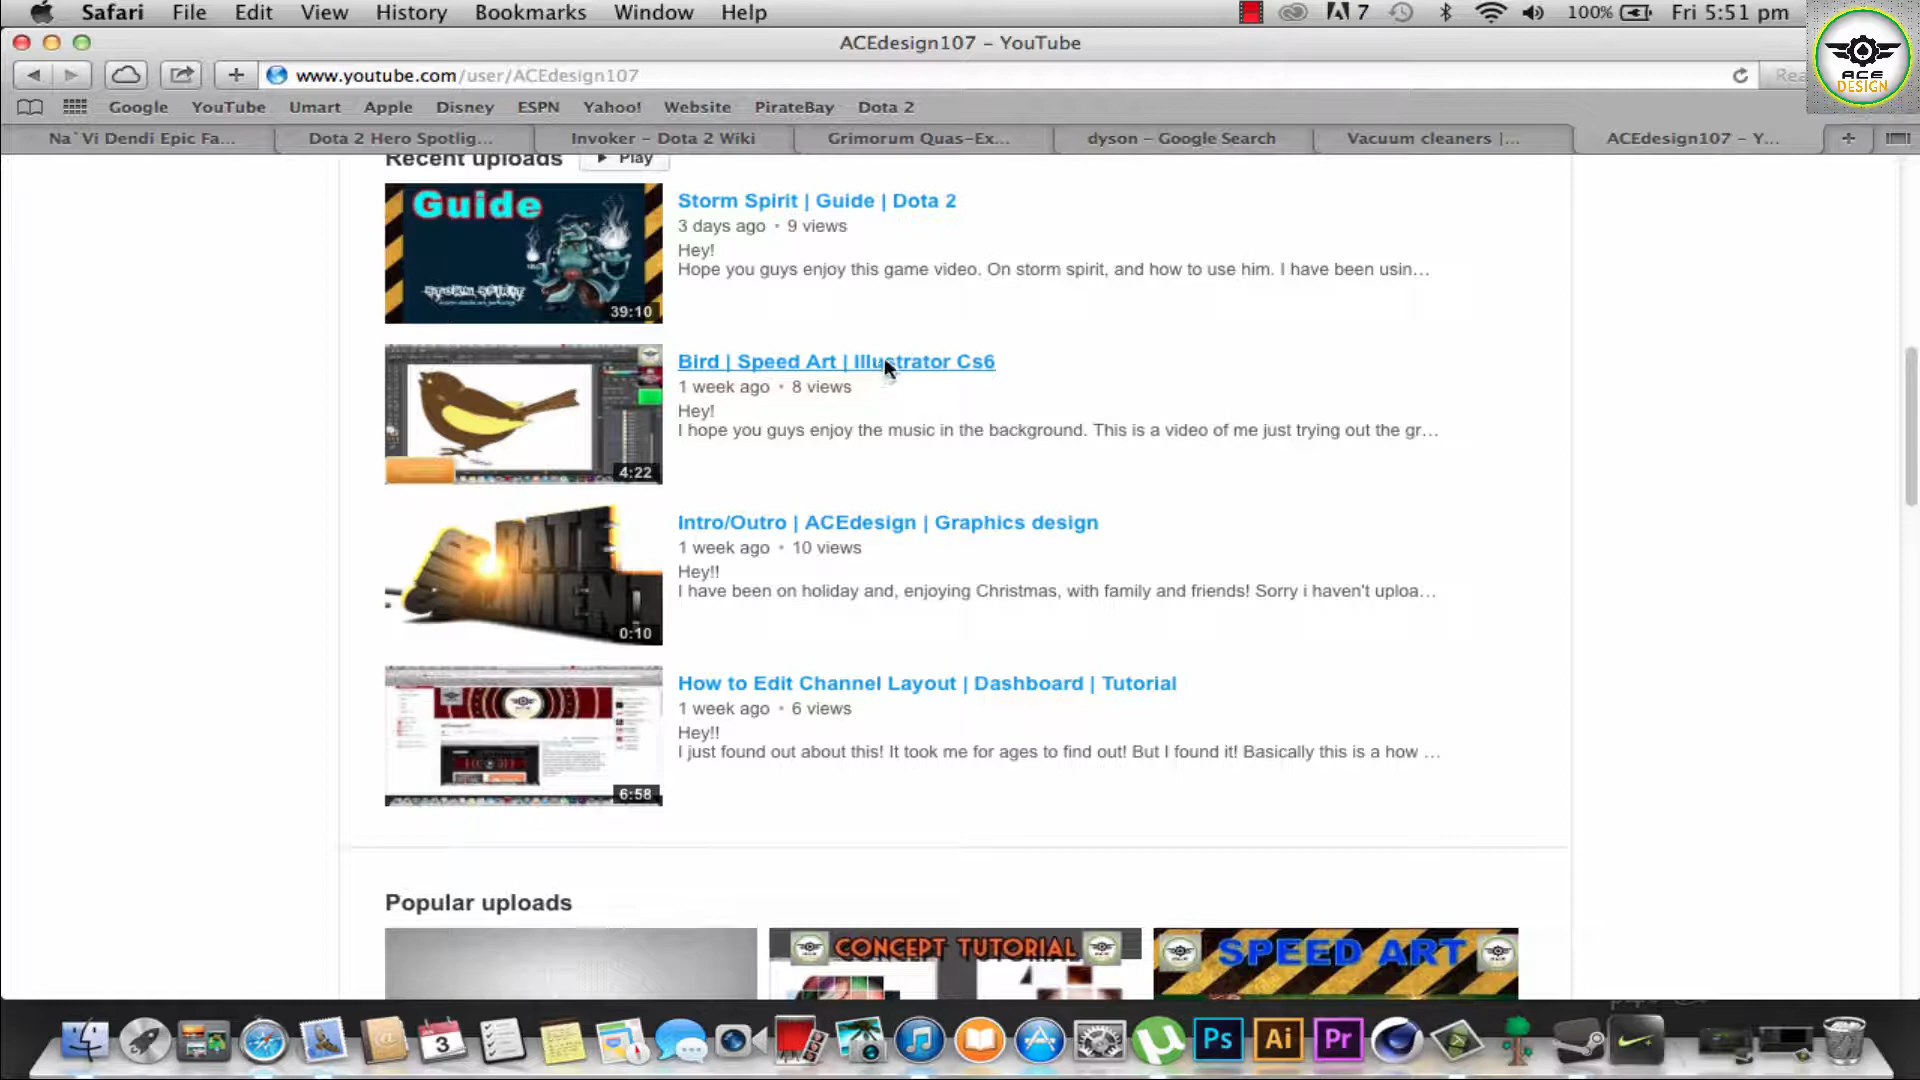 Safari File Edit View History Bookmarks Window Help 7 100% Fri 5:51 pm
ACEdesign107 – YouTube
www.youtube.com/user/ACEdesign107
ACE
DESIGN
Google YouTube Umart Apple Disney ESPN Yahoo! Website PirateBay Dota 2
Na`Vi Dendi Epic Fa... Dota 2 Hero Spotlig... Invoker – Dota 2 Wiki Grimorum Quas–Ex... dyson – Google Search Vacuum cleaners |... ACEdesign107 – Y...
Recent uploads Play
Guide
STORM SPIRIT
39:10
Storm Spirit | Guide | Dota 2
3 days ago • 9 views
Hey!
Hope you guys enjoy this game video. On storm spirit, and how to use him. I have been usin...
4:22
Bird | Speed Art | Illustrator Cs6
1 week ago • 8 views
Hey!
I hope you guys enjoy the music in the background. This is a video of me just trying out the gr...
0:10
Intro/Outro | ACEdesign | Graphics design
1 week ago • 10 views
Hey!!
I have been on holiday and, enjoying Christmas, with family and friends! Sorry i haven't uploa...
6:58
How to Edit Channel Layout | Dashboard | Tutorial
1 week ago • 6 views
Hey!!
I just found out about this! It took me for ages to find out! But I found it! Basically this is a how ...
Popular uploads
CONCEPT TUTORIAL
SPEED ART
JAN
3
Ps Ai Pr